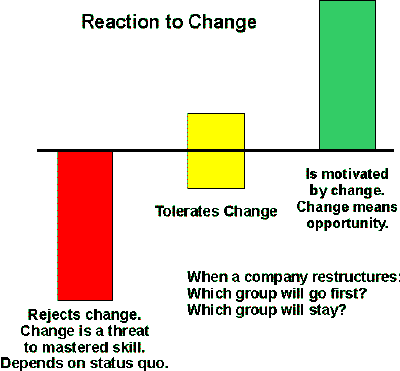 Reaction to Change
Is motivated
by change.
Change means
opportunity.
Tolerates Change
When a company restructures:
Which group will go first?
Which group will stay?
Rejects change.
Change is a threat
to mastered skill.
Depends on status quo.